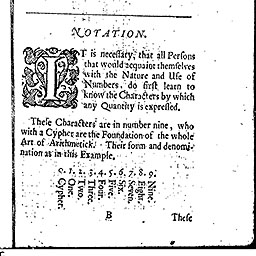 NOTATION.
IT is necessary, that all Persons
that would acquaint themselves
with the Nature and Use of
Numbers, do first learn to
know the Characters by which
any Quantity is expressed.
These Characters are in number nine, who
with a Cypher are the Foundation of the whole
Art of Arithmetick. Their form and denomi-
nation as in this Example.
0. 1. 2. 3. 4. 5. 6. 7. 8. 9.
Cypher. One. Two. Three. Four. Five. Six. Seven. Eight. Nine.
B These